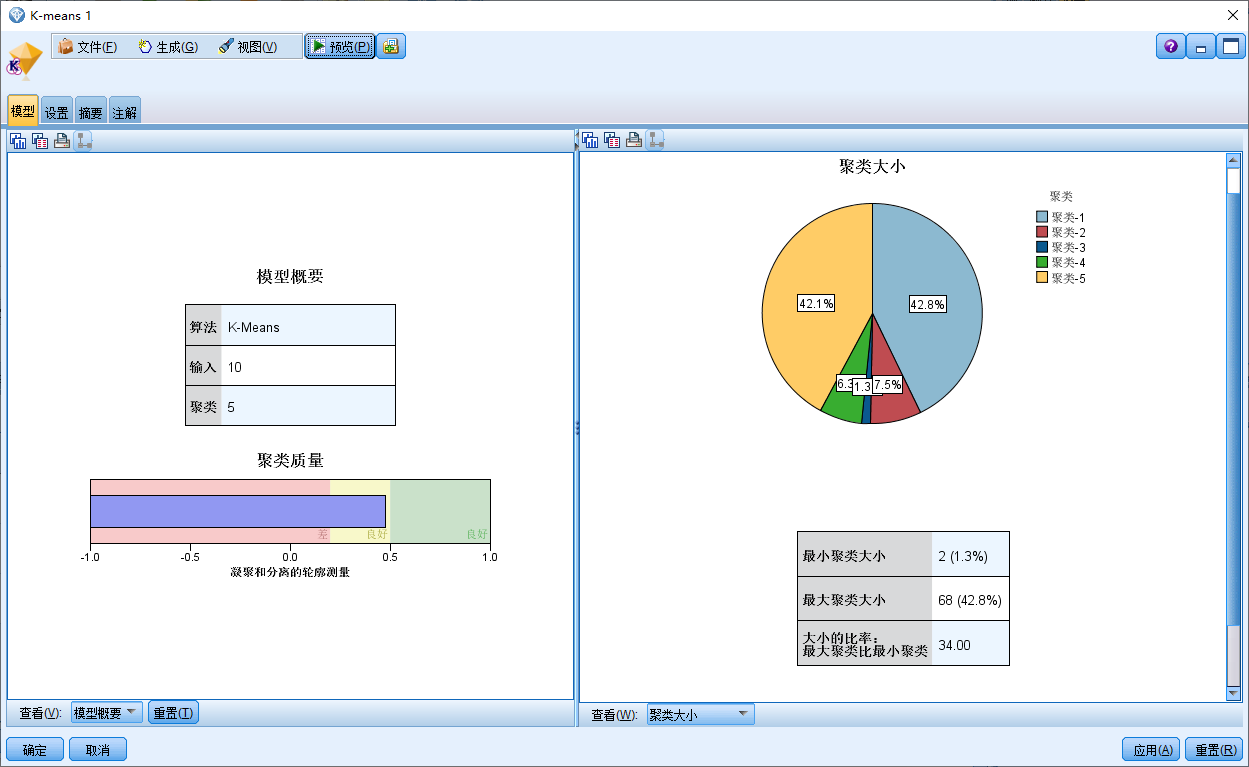 K-means 1
文件(F)
生成(G)
视图(V)
预览(P)
模型
设置
摘要
注解
模型概要
算法 K-Means
输入 10
聚类 5
聚类质量
差
良好
良好
-1.0
-0.5
0.0
0.5
1.0
凝聚和分离的轮廓测量
查看(V):
模型概要
重置(T)
聚类大小
聚类
聚类-1
聚类-2
聚类-3
聚类-4
聚类-5
42.1%
42.8%
6.3
1.3
7.5%
最小聚类大小 2 (1.3%)
最大聚类大小 68 (42.8%)
大小的比率:
最大聚类比最小聚类 34.00
查看(W):
聚类大小
确定
取消
应用(A)
重置(R)